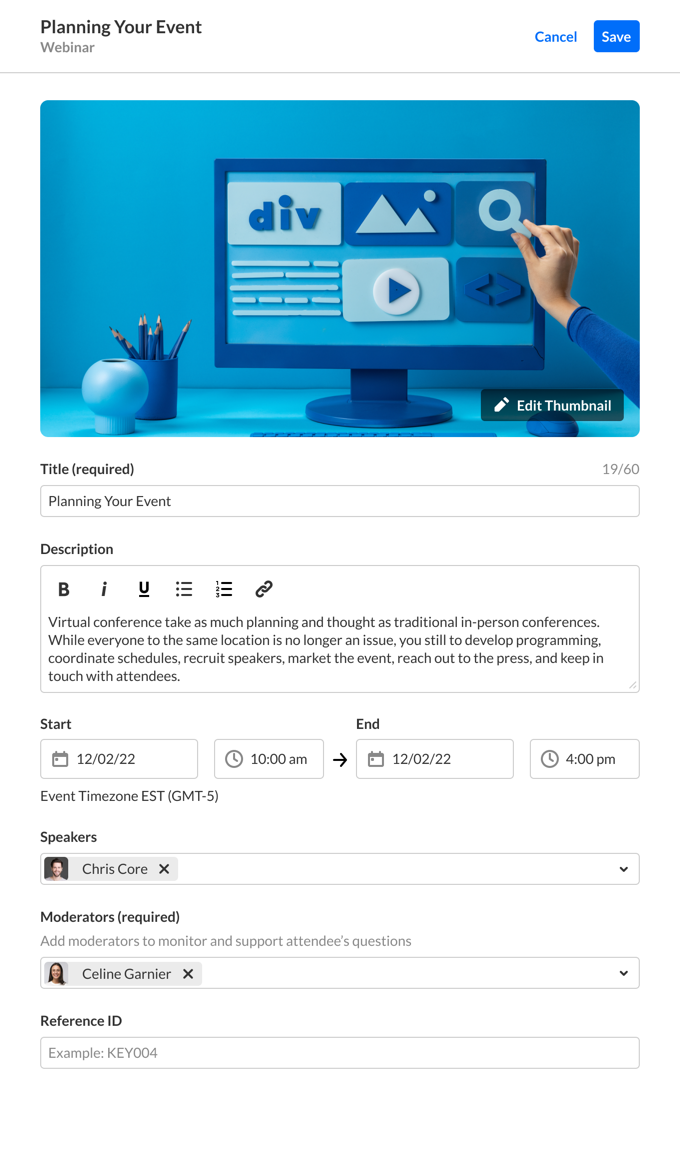 Planning Your Event
Webinar
Cancel
Save
div
</>
Edit Thumbnail
Title (required)
19/60
Planning Your Event
Description
B i U
Virtual conference take as much planning and thought as traditional in-person conferences.
While everyone to the same location is no longer an issue, you still to develop programming,
coordinate schedules, recruit speakers, market the event, reach out to the press, and keep in
touch with attendees.
Start
End
12/02/22
10:00 am
12/02/22
4:00 pm
Event Timezone EST (GMT-5)
Speakers
Chris Core
Moderators (required)
Add moderators to monitor and support attendee's questions
Celine Garnier
Reference ID
Example: KEY004